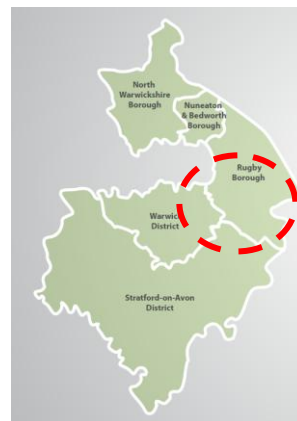 North
Warwickshire
Borough
Nuneaton
& Bedworth
Borough
Rugby
Borough
Warwick
District
Stratford-on-Avon
District